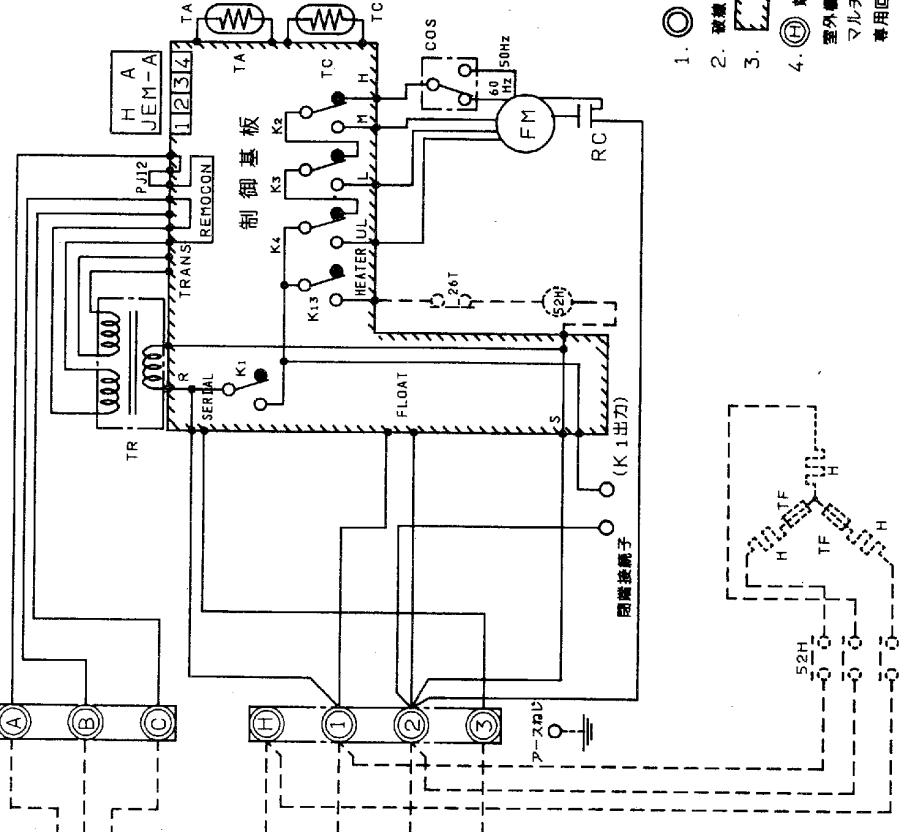 TA
TC
H A
JEM-A
1 2 3 4
TA
TC
PJ12
REMOCON
TRANS
制御基板
K2
K3
K4
K13
K1
H
M
L
UL
HEATER
COS
60
Hz
50Hz
FM
RC
26T
52H
TR
R
SERIAL
FLOAT
S
(K1出力)
閉端接続子
A
B
C
H
1
2
3
アースねじ
52H
H
TF
TF
H
H
1. ◎
2. 破線
3.
4. Ⓗ
室外機
マルチ
専用回